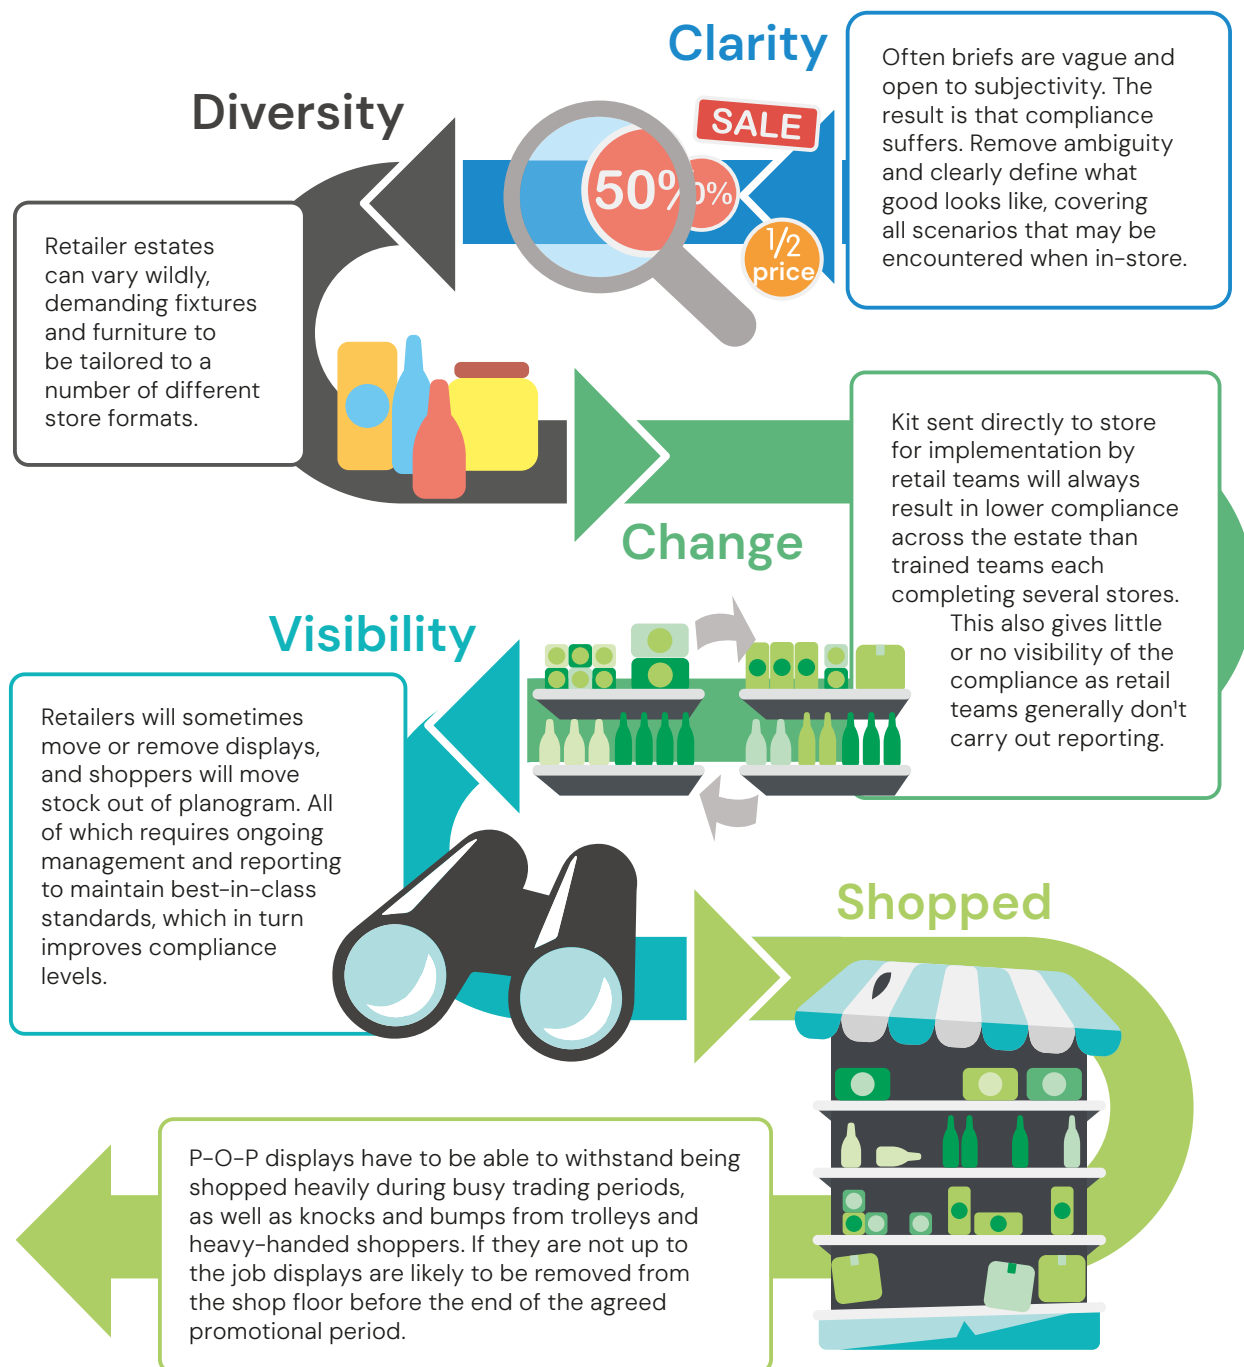 Clarity
Often briefs are vague and
open to subjectivity. The
result is that compliance
suffers. Remove ambiguity
and clearly define what
good looks like, covering
all scenarios that may be
encountered when in-store.
SALE
50%
0%
1/2
price
Diversity
Retailer estates
can vary wildly,
demanding fixtures
and furniture to
be tailored to a
number of different
store formats.
Change
Kit sent directly to store
for implementation by
retail teams will always
result in lower compliance
across the estate than
trained teams each
completing several stores.
This also gives little
or no visibility of the
compliance as retail
teams generally don¹t
carry out reporting.
Visibility
Retailers will sometimes
move or remove displays,
and shoppers will move
stock out of planogram. All
of which requires ongoing
management and reporting
to maintain best-in-class
standards, which in turn
improves compliance
levels.
Shopped
P-O-P displays have to be able to withstand being
shopped heavily during busy trading periods,
as well as knocks and bumps from trolleys and
heavy-handed shoppers. If they are not up to
the job displays are likely to be removed from
the shop floor before the end of the agreed
promotional period.